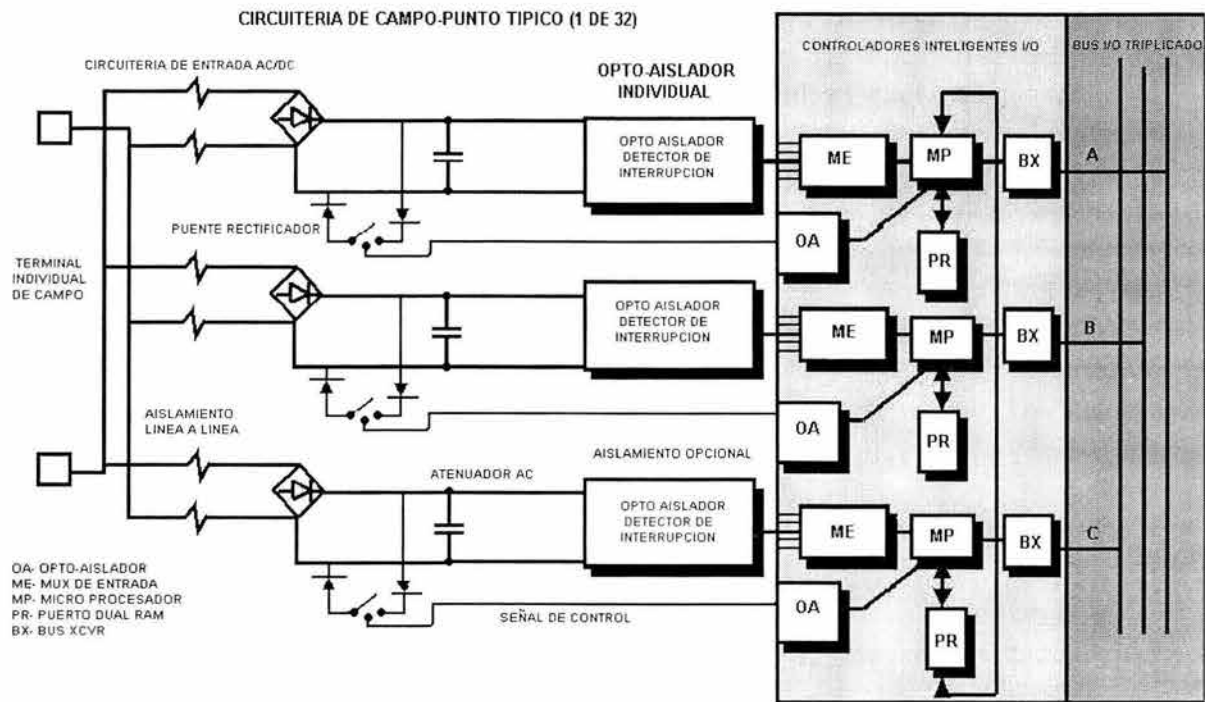 CIRCUITERIA DE CAMPO-PUNTO TIPICO (1 DE 32)
CONTROLADORES INTELIGENTES I/O
BUS I/O TRIPLICADO
CIRCUITERIA DE ENTRADA AC/DC
OPTO-AISLADOR
INDIVIDUAL
OPTO AISLADOR
DETECTOR DE
INTERRUPCION
ME
MP
BX
A
PUENTE RECTIFICADOR
OA
PR
TERMINAL
INDIVIDUAL
DE CAMPO
OPTO AISLADOR
DETECTOR DE
INTERRUPCION
ME
MP
BX
B
OA
PR
AISLAMIENTO
LINEA A LINEA
ATENUADOR AC
AISLAMIENTO OPCIONAL
OPTO AISLADOR
DETECTOR DE
INTERRUPCION
ME
MP
BX
C
OA
PR
SEÑAL DE CONTROL
OA- OPTO-AISLADOR
ME- MUX DE ENTRADA
MP- MICRO PROCESADOR
PR- PUERTO DUAL RAM
BX- BUS XCVR